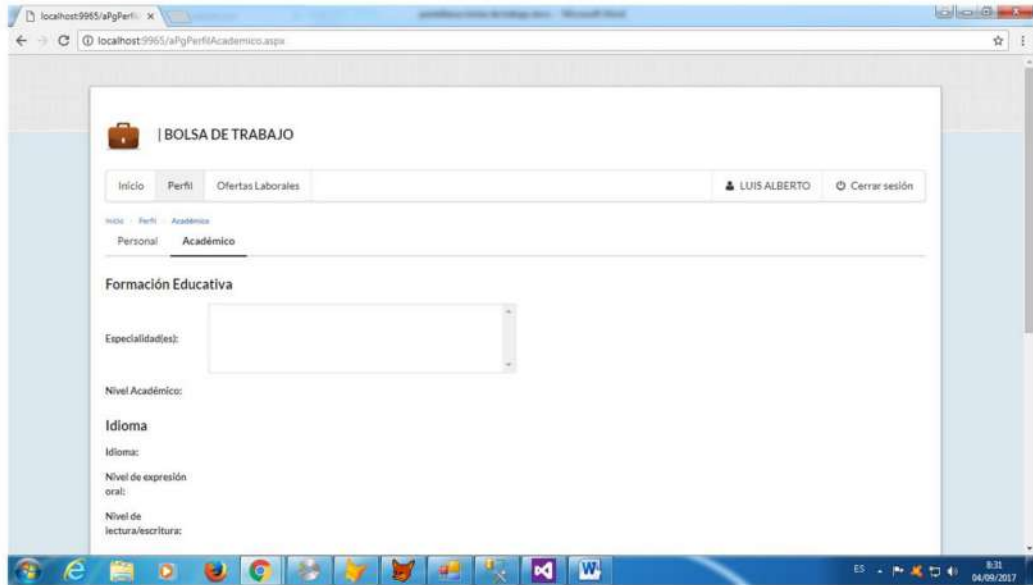 localhost:9965/aPgPerfi
localhost:9965/aPgPerfilAcademico.aspx
| BOLSA DE TRABAJO
Inicio Perfil Ofertas Laborales LUIS ALBERTO Cerrar sesión
Inicio Perfil Académico
Personal Académico
Formación Educativa
Especialidad(es):
Nivel Académico:
Idioma
Idioma:
Nivel de expresión
oral:
Nivel de
lectura/escritura:
ES 8:31
04/09/2017